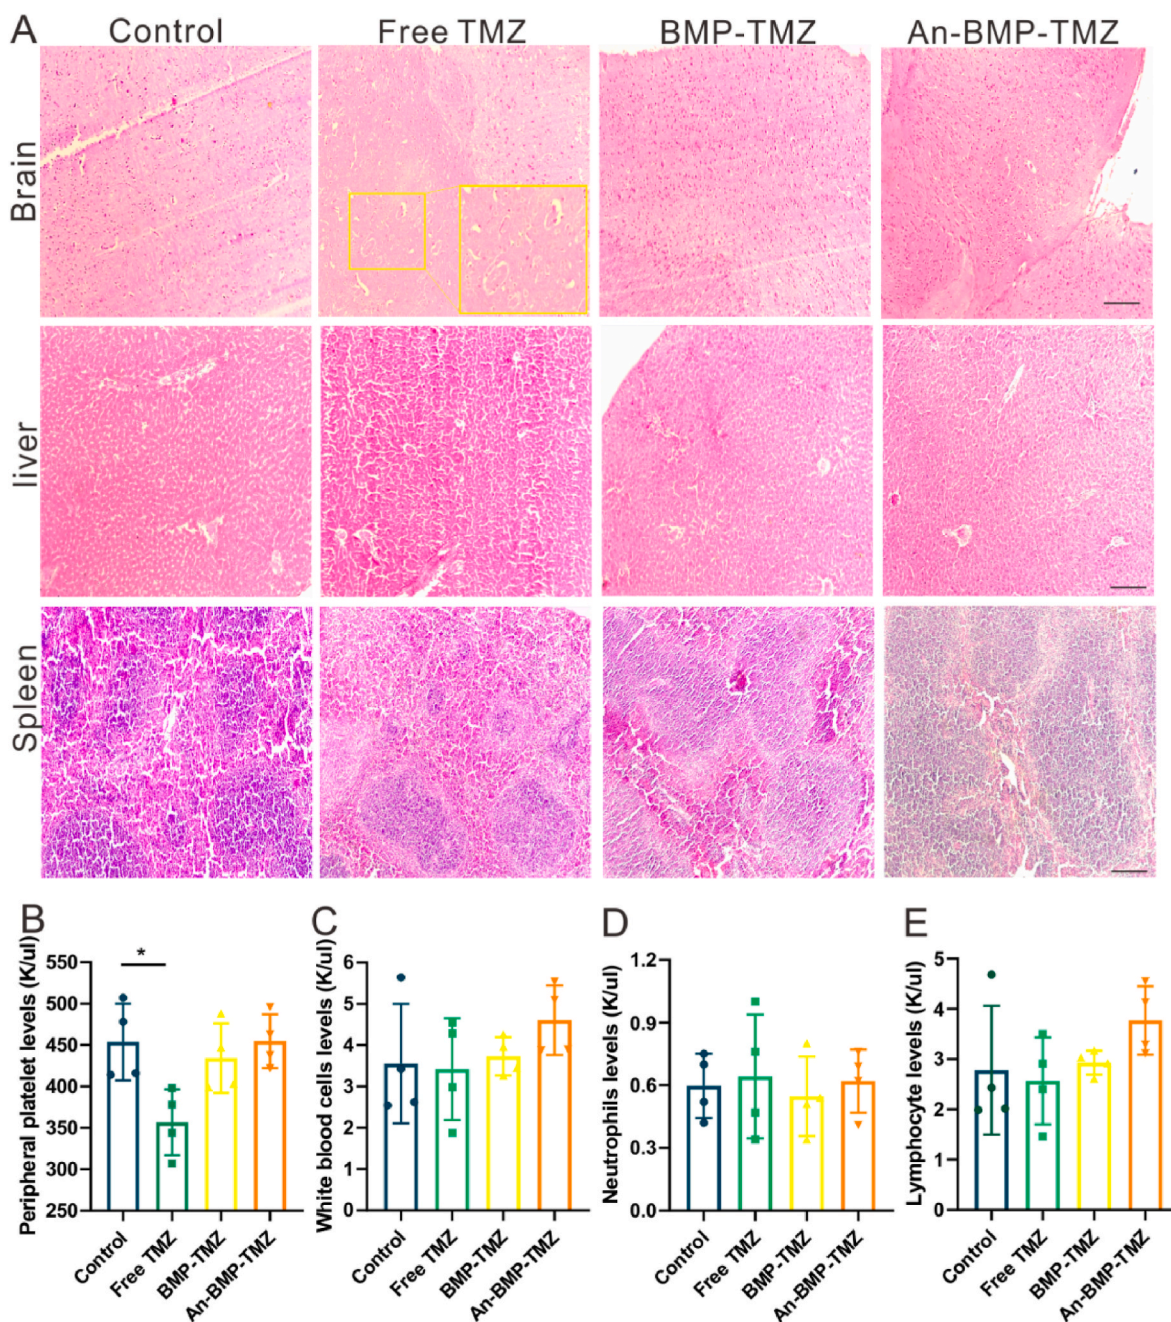 A
Control
Free TMZ
BMP-TMZ
An-BMP-TMZ
Brain
liver
Spleen
B
Peripheral platelet levels (K/ul)
550
500
450
400
350
300
250
*
Control
Free TMZ
BMP-TMZ
An-BMP-TMZ
C
White blood cells levels (K/ul)
6
5
4
3
2
1
0
Control
Free TMZ
BMP-TMZ
An-BMP-TMZ
D
Neutrophils levels (K/ul)
1.2
0.9
0.6
0.3
0.0
Control
Free TMZ
BMP-TMZ
An-BMP-TMZ
E
Lymphocyte levels (K/ul)
5
4
3
2
1
0
Control
Free TMZ
BMP-TMZ
An-BMP-TMZ